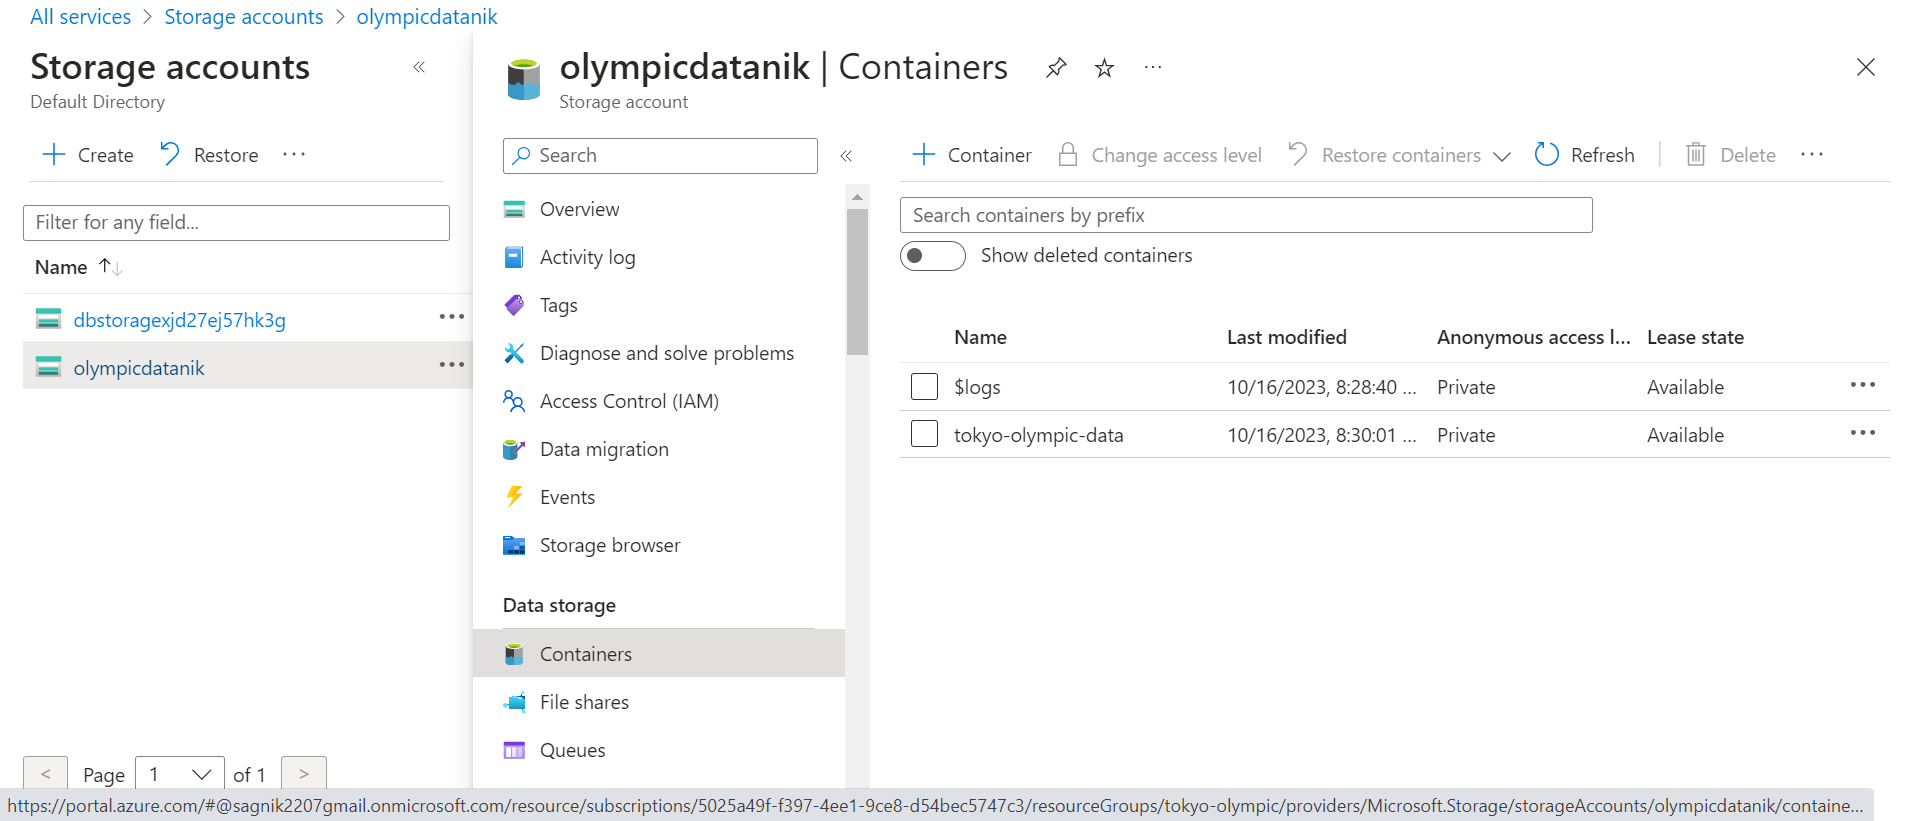 All services > Storage accounts > olympicdatanik
Storage accounts
«
Default Directory
+ Create
Restore
...
Filter for any field...
Name ↑↓
dbstoragexjd27ej57hk3g ...
olympicdatanik ...
< Page 1 of 1 >
olympicdatanik | Containers
...
Storage account
Search
«
Overview
Activity log
Tags
Diagnose and solve problems
Access Control (IAM)
Data migration
Events
Storage browser
Data storage
Containers
File shares
Queues
+ Container Change access level Restore containers Refresh | Delete ...
Search containers by prefix
Show deleted containers
Name Last modified Anonymous access l... Lease state
$logs 10/16/2023, 8:28:40 ... Private Available ...
tokyo-olympic-data 10/16/2023, 8:30:01 ... Private Available ...
https://portal.azure.com/#@sagnik2207gmail.onmicrosoft.com/resource/subscriptions/5025a49f-f397-4ee1-9ce8-d54bec5747c3/resourceGroups/tokyo-olympic/providers/Microsoft.Storage/storageAccounts/olympicdatanik/containe...